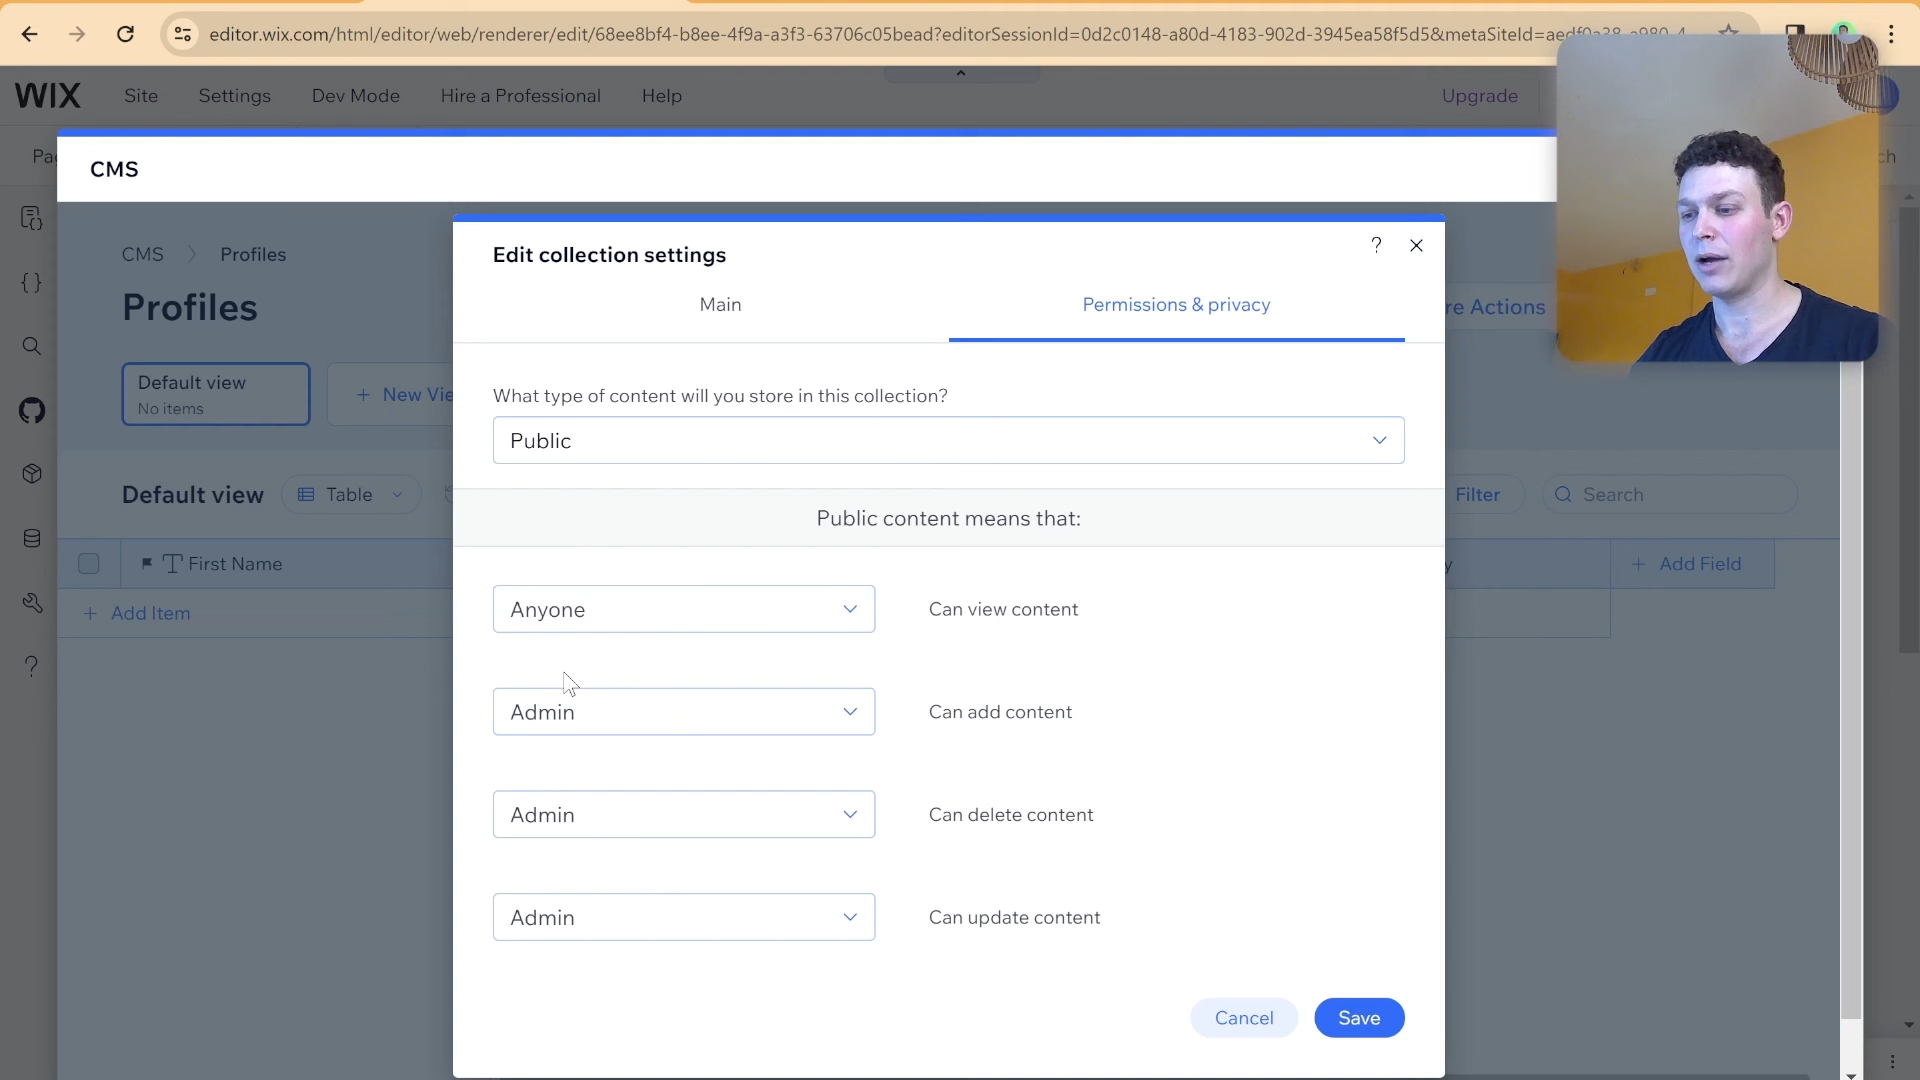 editor.wix.com/html/editor/web/renderer/edit/68ee8bf4-b8ee-4f9a-a3f3-63706c05bead?editorSessionId=0d2c0148-a80d-4183-902d-3945ea58f5d5&metaSiteId=aedf0a38-a980-4
WIX Site Settings Dev Mode Hire a Professional Help Upgrade
CMS
CMS Profiles
Profiles
More Actions
Default view
No items
+ New Vie
Default view Table Filter Search
First Name + Add Field
+ Add Item
Edit collection settings ?
Main Permissions & privacy
What type of content will you store in this collection?
Public
Public content means that:
Anyone Can view content
Admin Can add content
Admin Can delete content
Admin Can update content
Cancel Save